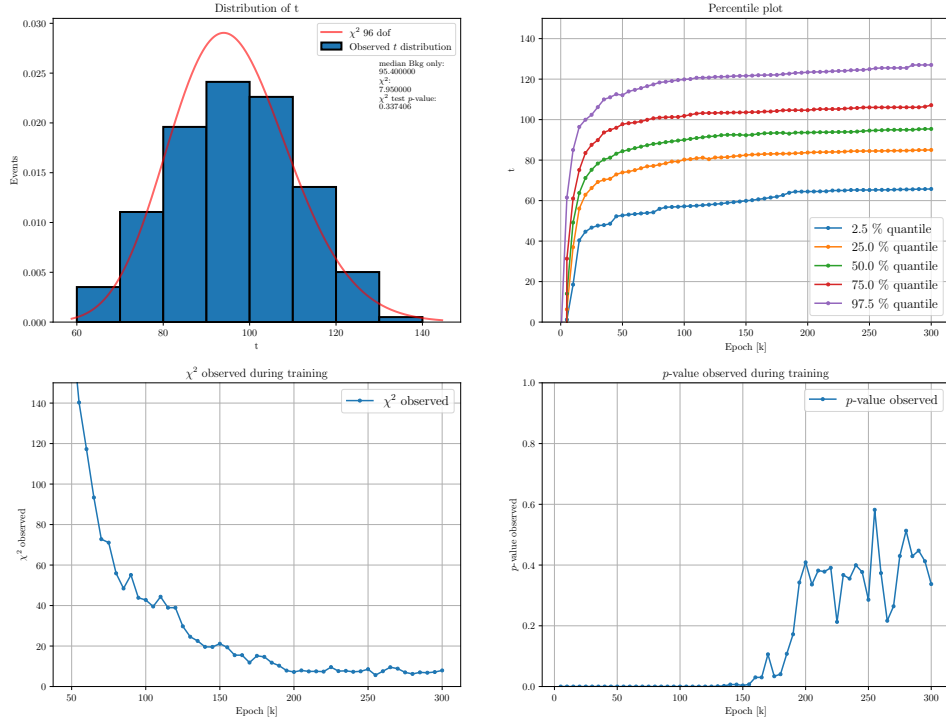 Distribution of t
0.030
0.025
0.020
0.015
0.010
0.005
0.000
Events
60 80 100 120 140
t
χ² 96 dof
Observed t distribution
median Bkg only:
95.400000
χ²:
7.950000
χ² test p-value:
0.337406
Percentile plot
140
120
100
80
60
40
20
0
t
0 50 100 150 200 250 300
Epoch [k]
2.5 % quantile
25.0 % quantile
50.0 % quantile
75.0 % quantile
97.5 % quantile
χ² observed during training
140
120
100
80
60
40
20
0
χ² observed
50 100 150 200 250 300
Epoch [k]
χ² observed
p-value observed during training
1.0
0.8
0.6
0.4
0.2
0.0
p-value observed
0 50 100 150 200 250 300
Epoch [k]
p-value observed